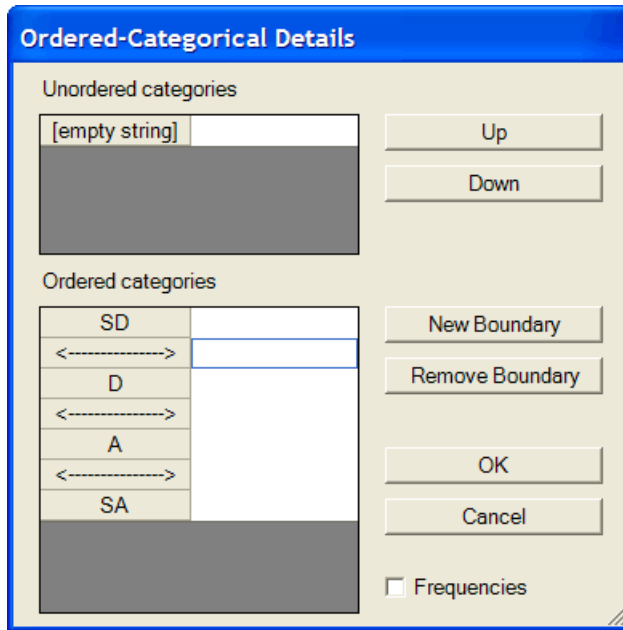 Ordered-Categorical Details
Unordered categories
[empty string]
Up
Down
Ordered categories
SD
<--------------->
D
<--------------->
A
<--------------->
SA
New Boundary
Remove Boundary
OK
Cancel
Frequencies